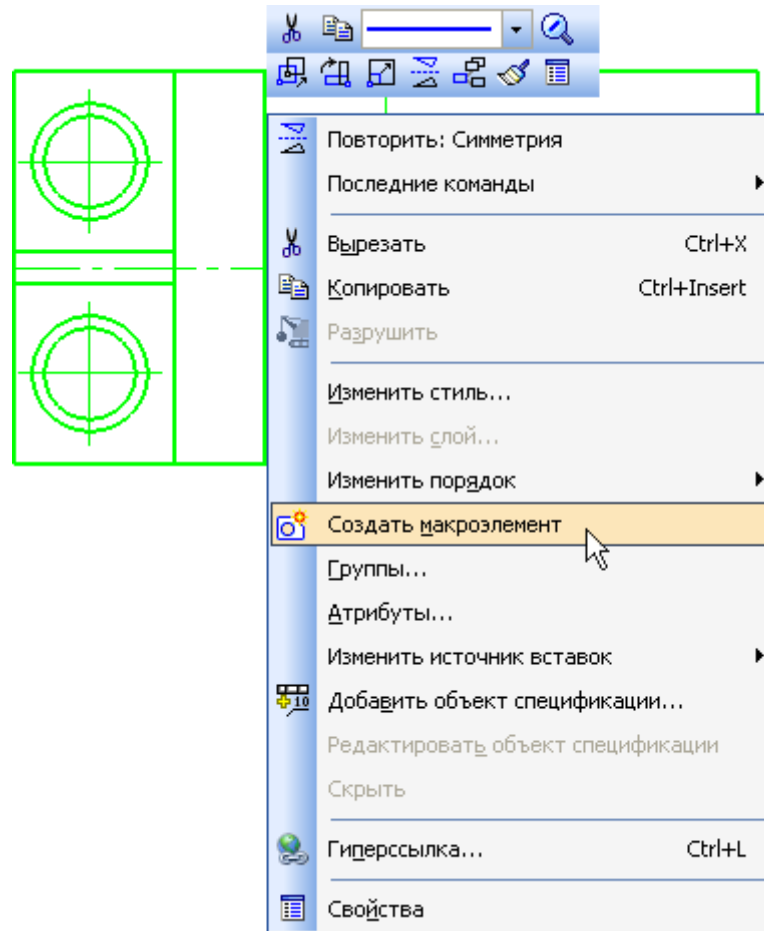 Повторить: Симметрия
Последние команды
Вырезать Ctrl+X
Копировать Ctrl+Insert
Разрушить
Изменить стиль...
Изменить слой...
Изменить порядок
Создать макроэлемент
Группы...
Атрибуты...
Изменить источник вставок
10
Добавить объект спецификации...
Редактировать объект спецификации
Скрыть
Гиперссылка... Ctrl+L
Свойства